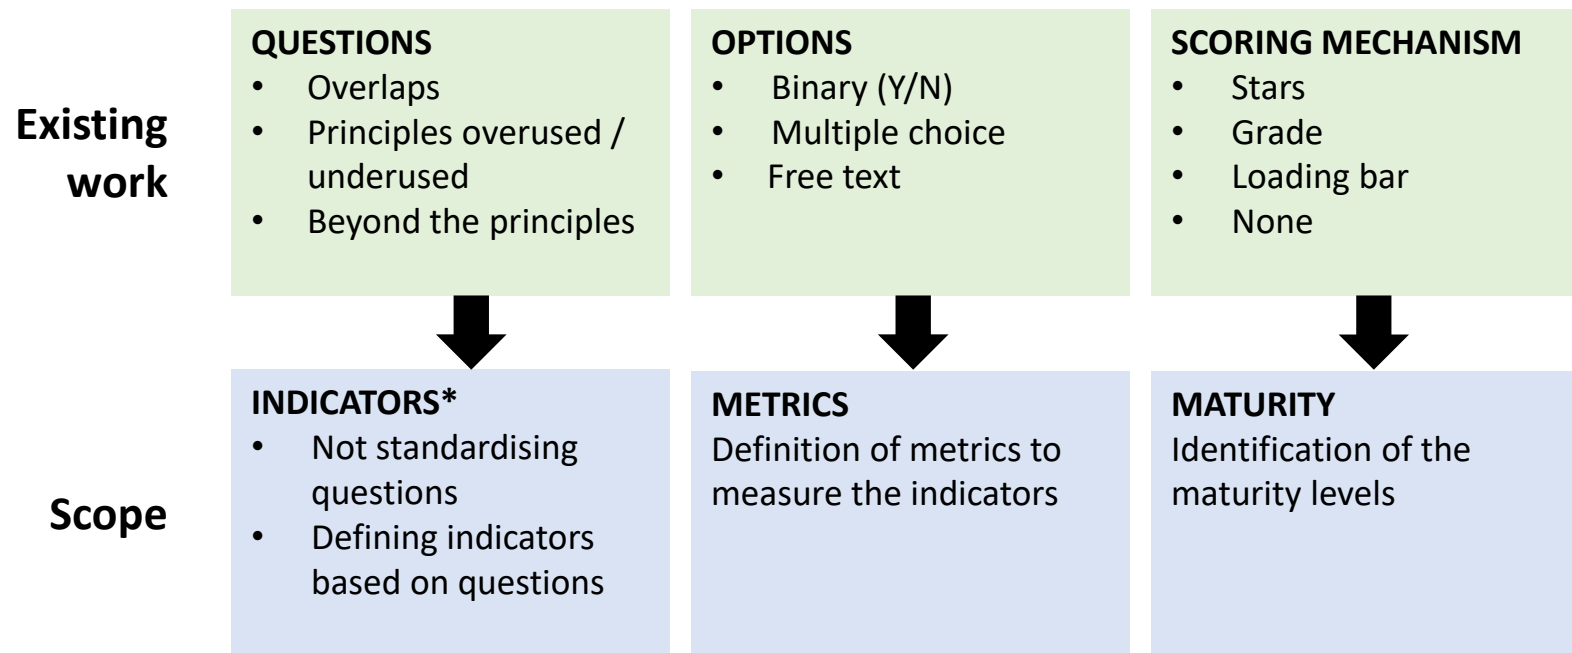 Existing
work
QUESTIONS
• Overlaps
• Principles overused /
underused
• Beyond the principles
OPTIONS
• Binary (Y/N)
• Multiple choice
• Free text
SCORING MECHANISM
• Stars
• Grade
• Loading bar
• None
Scope
INDICATORS*
• Not standardising
questions
• Defining indicators
based on questions
METRICS
Definition of metrics to
measure the indicators
MATURITY
Identification of the
maturity levels